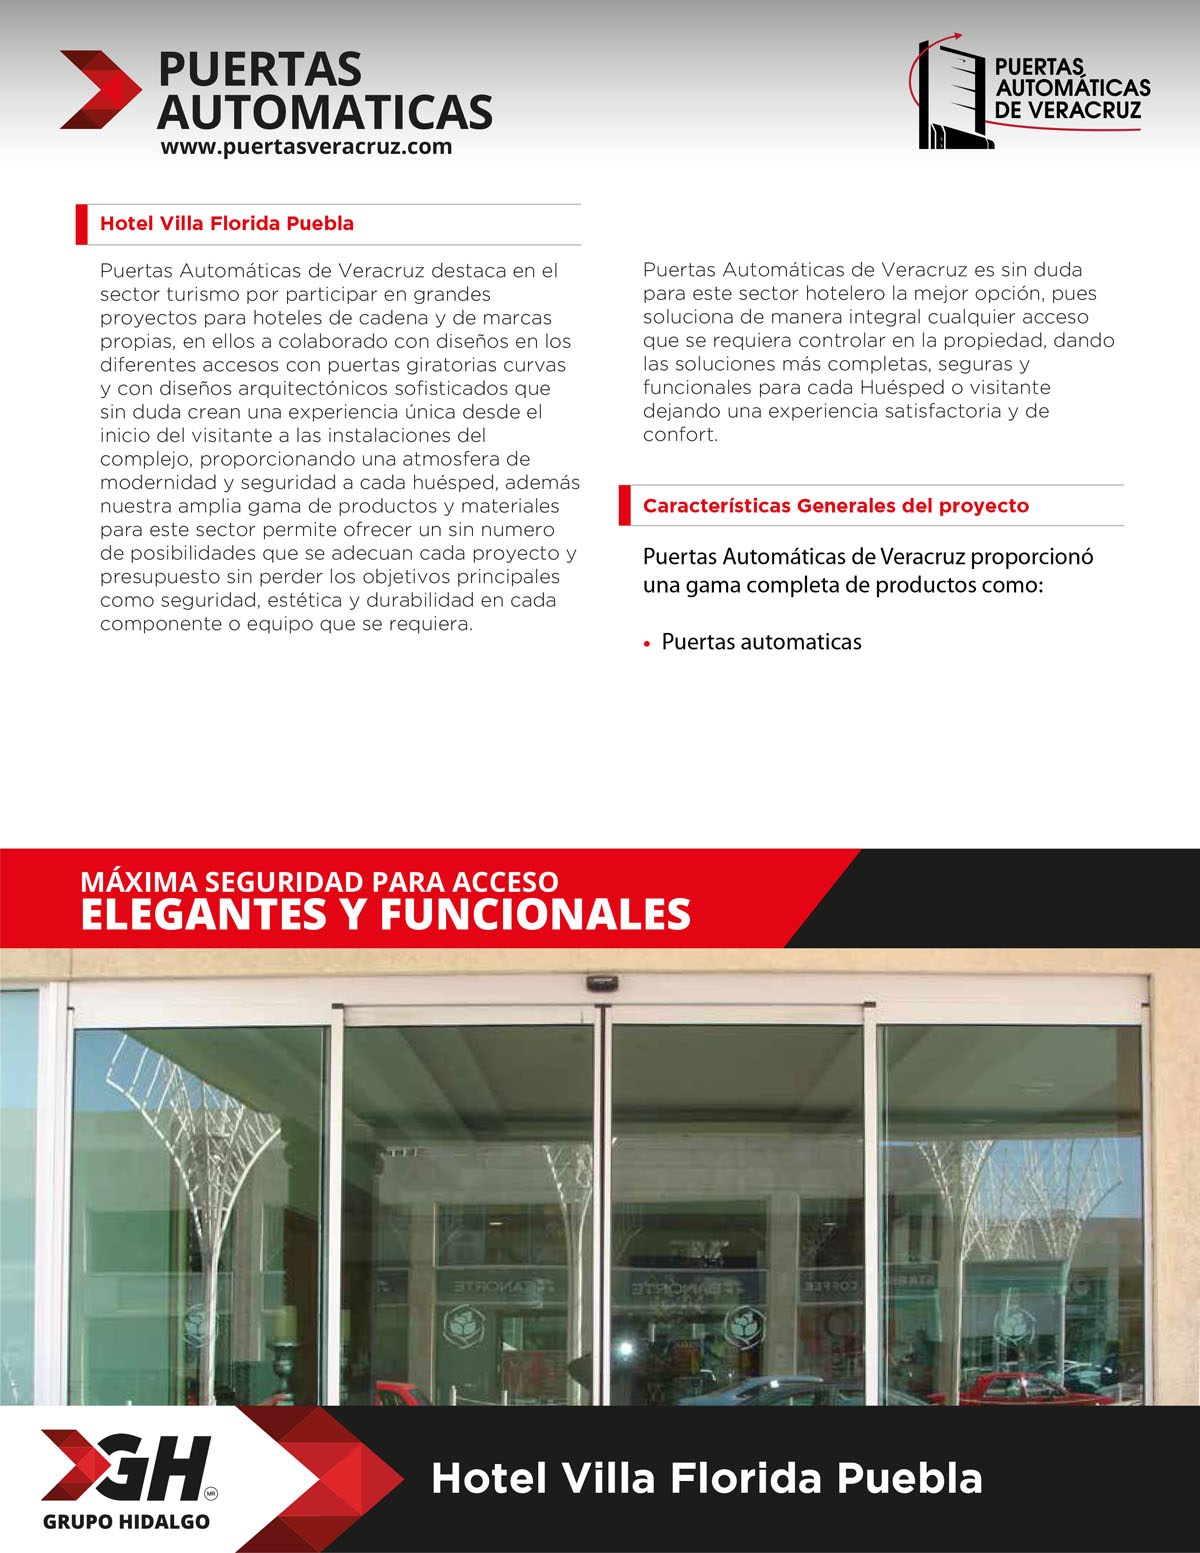 PUERTAS
AUTOMATICAS
www.puertasveracruz.com
PUERTAS
AUTOMÁTICAS
DE VERACRUZ
Hotel Villa Florida Puebla
Puertas Automáticas de Veracruz destaca en el
sector turismo por participar en grandes
proyectos para hoteles de cadena y de marcas
propias, en ellos a colaborado con diseños en los
diferentes accesos con puertas giratorias curvas
y con diseños arquitectónicos sofisticados que
sin duda crean una experiencia única desde el
inicio del visitante a las instalaciones del
complejo, proporcionando una atmosfera de
modernidad y seguridad a cada huésped, además
nuestra amplia gama de productos y materiales
para este sector permite ofrecer un sin numero
de posibilidades que se adecuan cada proyecto y
presupuesto sin perder los objetivos principales
como seguridad, estética y durabilidad en cada
componente o equipo que se requiera.
Puertas Automáticas de Veracruz es sin duda
para este sector hotelero la mejor opción, pues
soluciona de manera integral cualquier acceso
que se requiera controlar en la propiedad, dando
las soluciones más completas, seguras y
funcionales para cada Huésped o visitante
dejando una experiencia satisfactoria y de
confort.
Características Generales del proyecto
Puertas Automáticas de Veracruz proporcionó
una gama completa de productos como:
• Puertas automaticas
MÁXIMA SEGURIDAD PARA ACCESO
ELEGANTES Y FUNCIONALES
BANORTE
BANORTE
COFFEE
GH
MR
GRUPO HIDALGO
Hotel Villa Florida Puebla